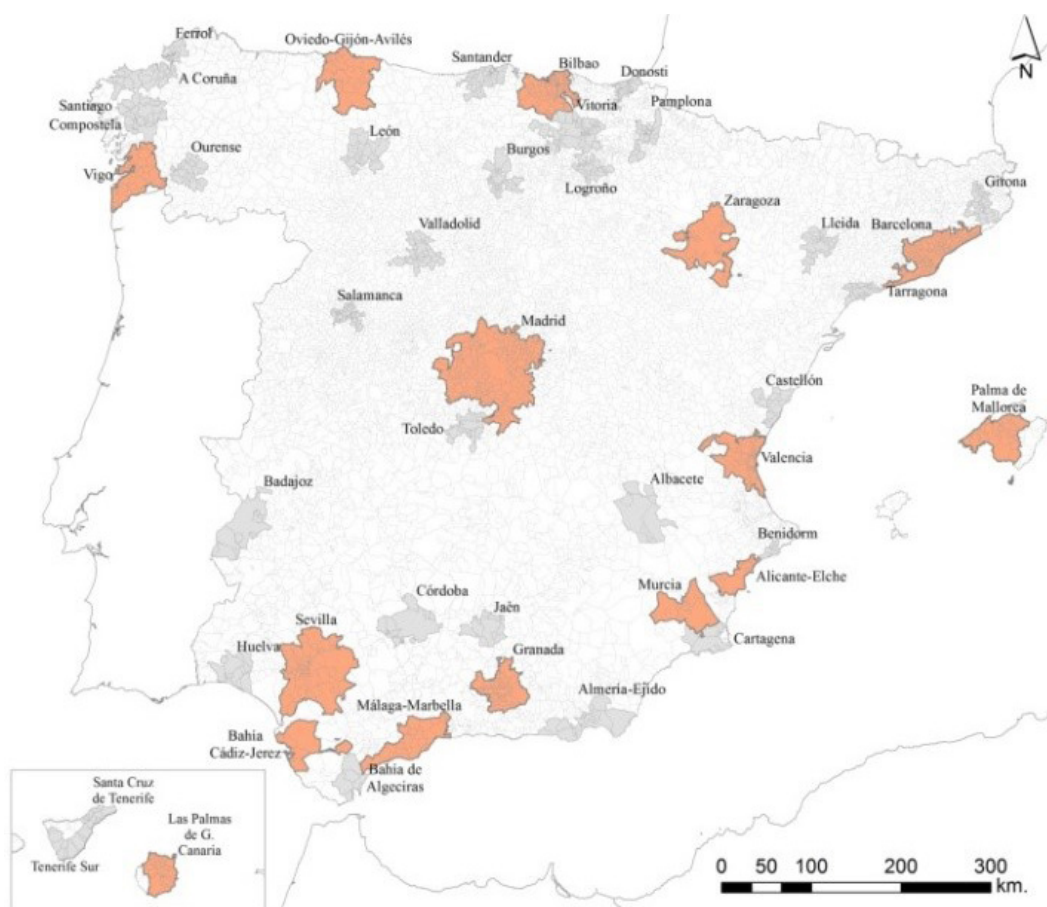 Ferrol
Oviedo-Gijón-Avilés
Santander
Bilbao
Donosti
N
A Coruña
Vitoria
Pamplona
Santiago
Compostela
León
Burgos
Ourense
Vigo
Logroño
Girona
Zaragoza
Valladolid
Lleida
Barcelona
Salamanca
Tarragona
Madrid
Castellón
Palma de
Mallorca
Toledo
Valencia
Badajoz
Albacete
Benidorm
Alicante-Elche
Murcia
Córdoba
Jaén
Sevilla
Cartagena
Huelva
Granada
Almería-Ejido
Málaga-Marbella
Bahía
Cádiz-Jerez
Bahía de
Algeciras
Santa Cruz
de Tenerife
Las Palmas
de G.
Canaria
Tenerife Sur
0 50 100 200 300
km.